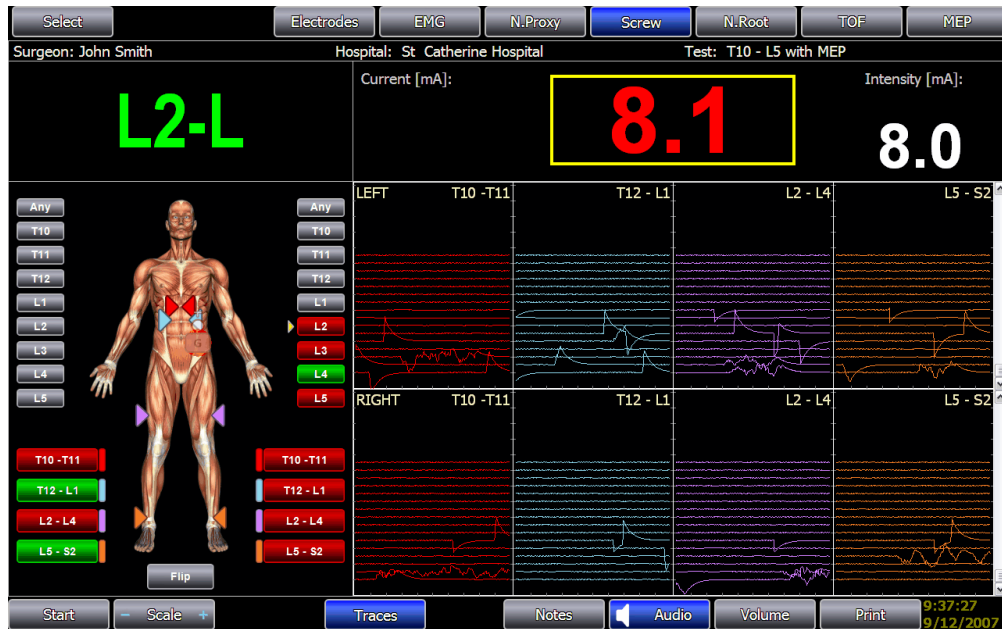 Select Electrodes EMG N.Proxy Screw N.Root TOF MEP
Surgeon: John Smith Hospital: St Catherine Hospital Test: T10 - L5 with MEP
L2-L
Current [mA]:
8.1
Intensity [mA]:
8.0
Any Any
T10 T10
T11 T11
T12 T12
L1 L1
L2 L2
L3 L3
L4 L4
L5 L5
G
T10 -T11 T10 -T11
T12 - L1 T12 - L1
L2 - L4 L2 - L4
L5 - S2 L5 - S2
Flip
LEFT T10 -T11 T12 - L1 L2 - L4 L5 - S2
RIGHT T10 -T11 T12 - L1 L2 - L4 L5 - S2
Start - Scale + Traces Notes Audio Volume Print
9:37:27
9/12/2007